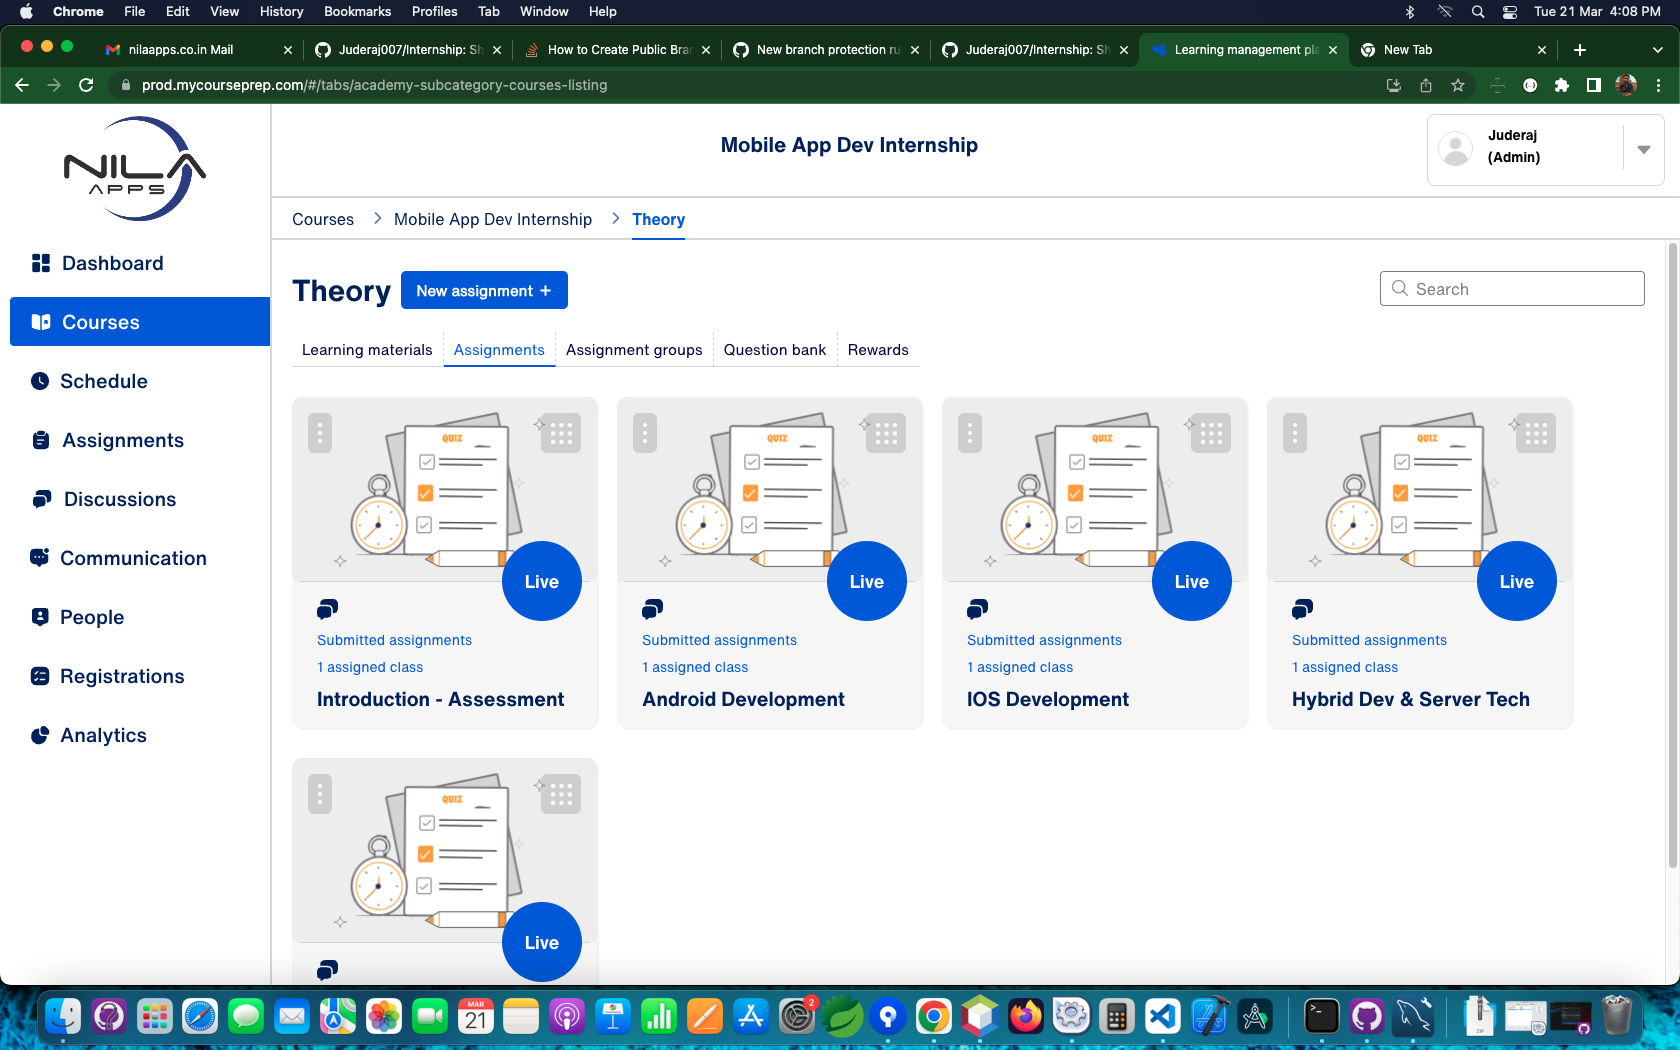 Chrome File Edit View History Bookmarks Profiles Tab Window Help Tue 21 Mar 4:08 PM
nilaapps.co.in Mail Juderaj007/Internship: Sh How to Create Public Bran New branch protection ru Juderaj007/Internship: Sh Learning management pla New Tab
prod.mycourseprep.com/#/tabs/academy-subcategory-courses-listing
NILA
APPS
Mobile App Dev Internship
Juderaj
(Admin)
Courses Mobile App Dev Internship Theory
Dashboard
Courses
Schedule
Assignments
Discussions
Communication
People
Registrations
Analytics
Theory New assignment +
Search
Learning materials Assignments Assignment groups Question bank Rewards
QUIZ QUIZ QUIZ QUIZ
Live Live Live Live
Submitted assignments Submitted assignments Submitted assignments Submitted assignments
1 assigned class 1 assigned class 1 assigned class 1 assigned class
Introduction - Assessment Android Development IOS Development Hybrid Dev & Server Tech
QUIZ
Live
MAR
21
2
ZIP